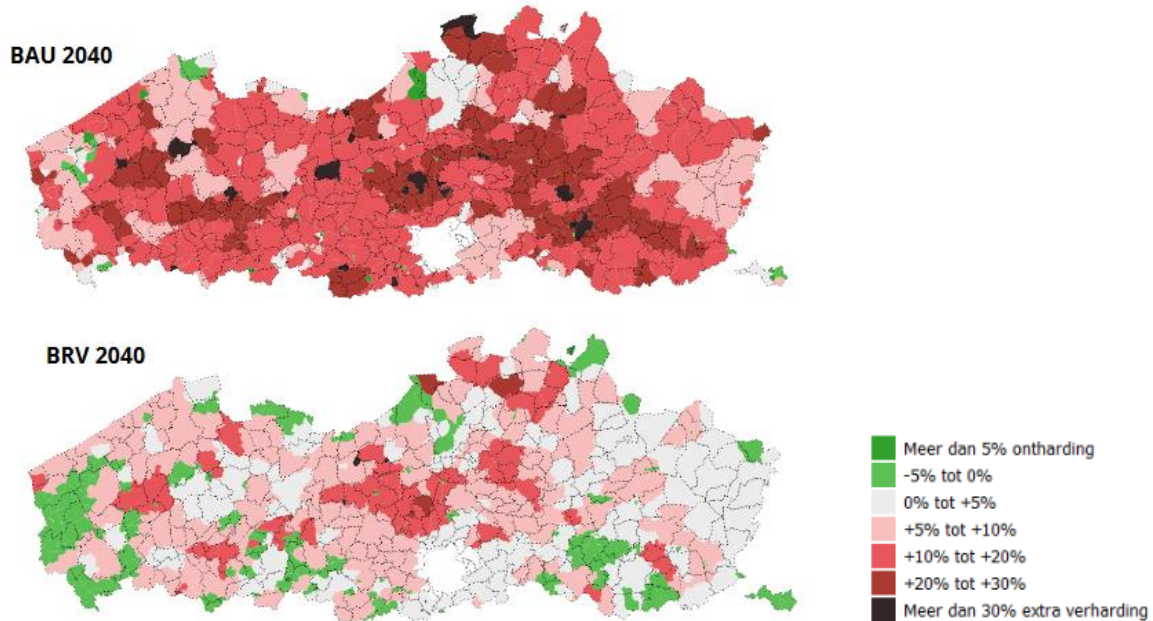 BAU 2040
BRV 2040
Meer dan 5% ontharding
-5% tot 0%
0% tot +5%
+5% tot +10%
+10% tot +20%
+20% tot +30%
Meer dan 30% extra verharding